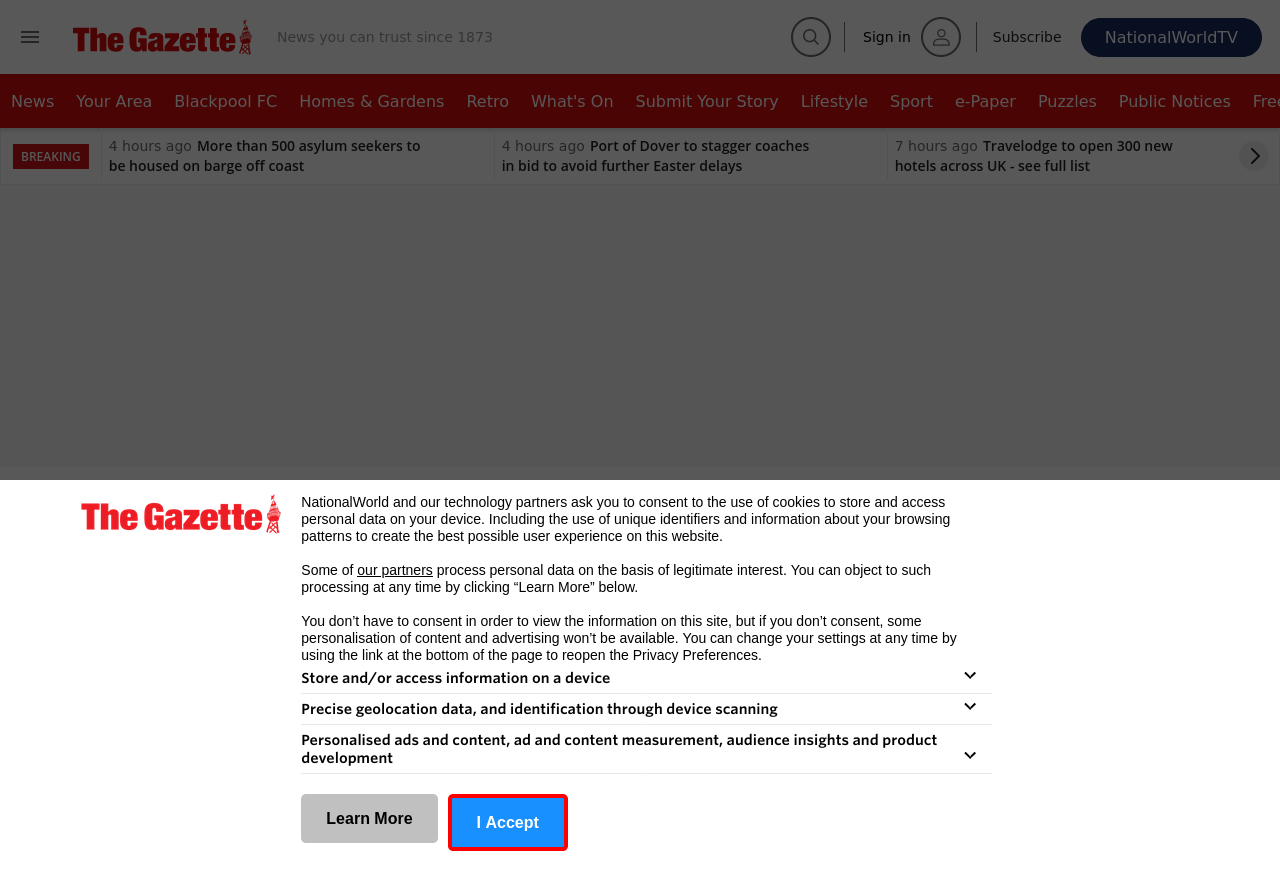 The Gazette
News you can trust since 1873
Sign in
Subscribe
NationalWorldTV
News Your Area Blackpool FC Homes & Gardens Retro What's On Submit Your Story Lifestyle Sport e-Paper Puzzles Public Notices Free
BREAKING
4 hours ago More than 500 asylum seekers to
be housed on barge off coast
4 hours ago Port of Dover to stagger coaches
in bid to avoid further Easter delays
7 hours ago Travelodge to open 300 new
hotels across UK - see full list
The Gazette
NationalWorld and our technology partners ask you to consent to the use of cookies to store and access
personal data on your device. Including the use of unique identifiers and information about your browsing
patterns to create the best possible user experience on this website.
Some of our partners process personal data on the basis of legitimate interest. You can object to such
processing at any time by clicking “Learn More” below.
You don’t have to consent in order to view the information on this site, but if you don’t consent, some
personalisation of content and advertising won’t be available. You can change your settings at any time by
using the link at the bottom of the page to reopen the Privacy Preferences.
Store and/or access information on a device
Precise geolocation data, and identification through device scanning
Personalised ads and content, ad and content measurement, audience insights and product
development
Learn More
I Accept